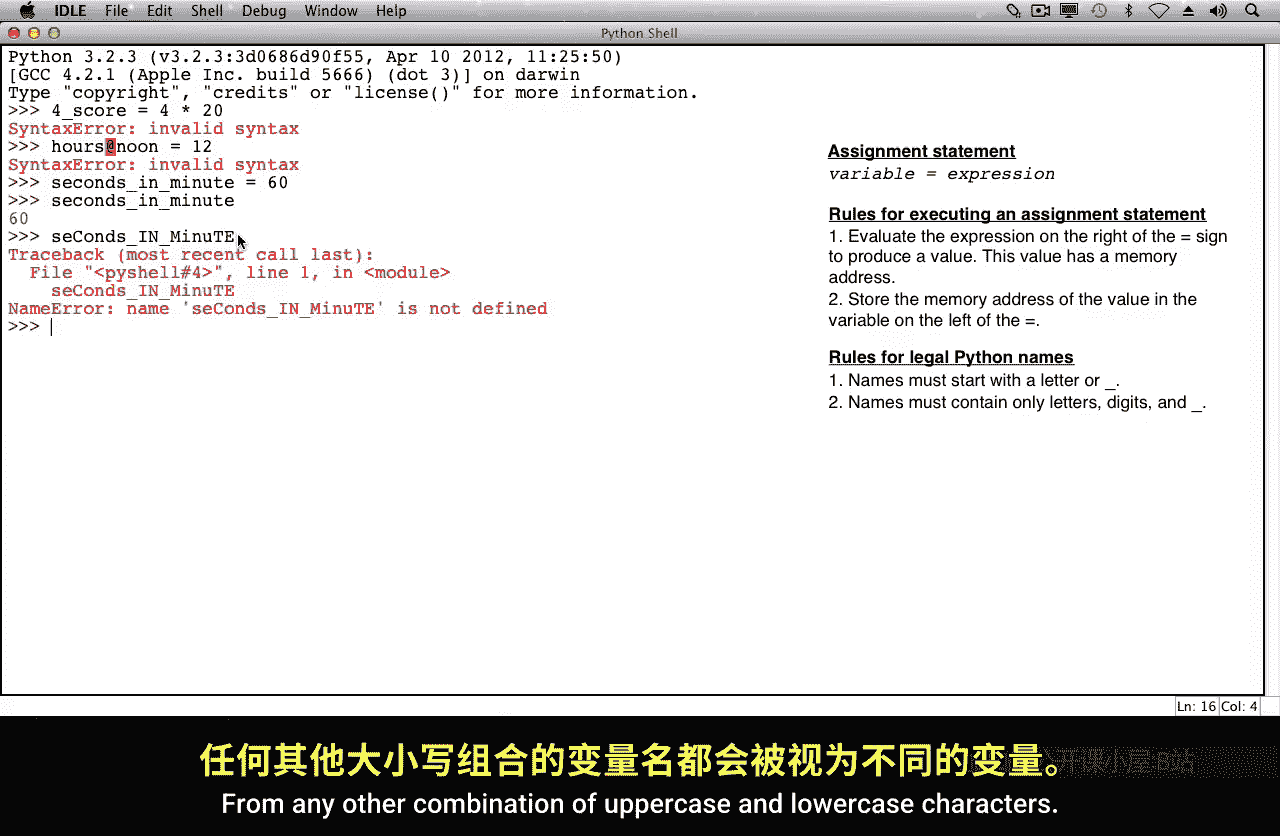 IDLE File Edit Shell Debug Window Help
Python Shell
Python 3.2.3 (v3.2.3:3d0686d90f55, Apr 10 2012, 11:25:50)
[GCC 4.2.1 (Apple Inc. build 5666) (dot 3)] on darwin
Type "copyright", "credits" or "license()" for more information.
>>> 4_score = 4 * 20
SyntaxError: invalid syntax
>>> hours@noon = 12
SyntaxError: invalid syntax
>>> seconds_in_minute = 60
>>> seconds_in_minute
60
>>> seConds_IN_MinuTE
Traceback (most recent call last):
  File "<pyshell#4>", line 1, in <module>
    seConds_IN_MinuTE
NameError: name 'seConds_IN_MinuTE' is not defined
>>>
Assignment statement
variable = expression
Rules for executing an assignment statement
1. Evaluate the expression on the right of the = sign
to produce a value. This value has a memory
address.
2. Store the memory address of the value in the
variable on the left of the =.
Rules for legal Python names
1. Names must start with a letter or _.
2. Names must contain only letters, digits, and _.
Ln: 16 Col: 4
任何其他大小写组合的变量名都会被视为不同的变量。
开课小屋 B站
From any other combination of uppercase and lowercase characters.